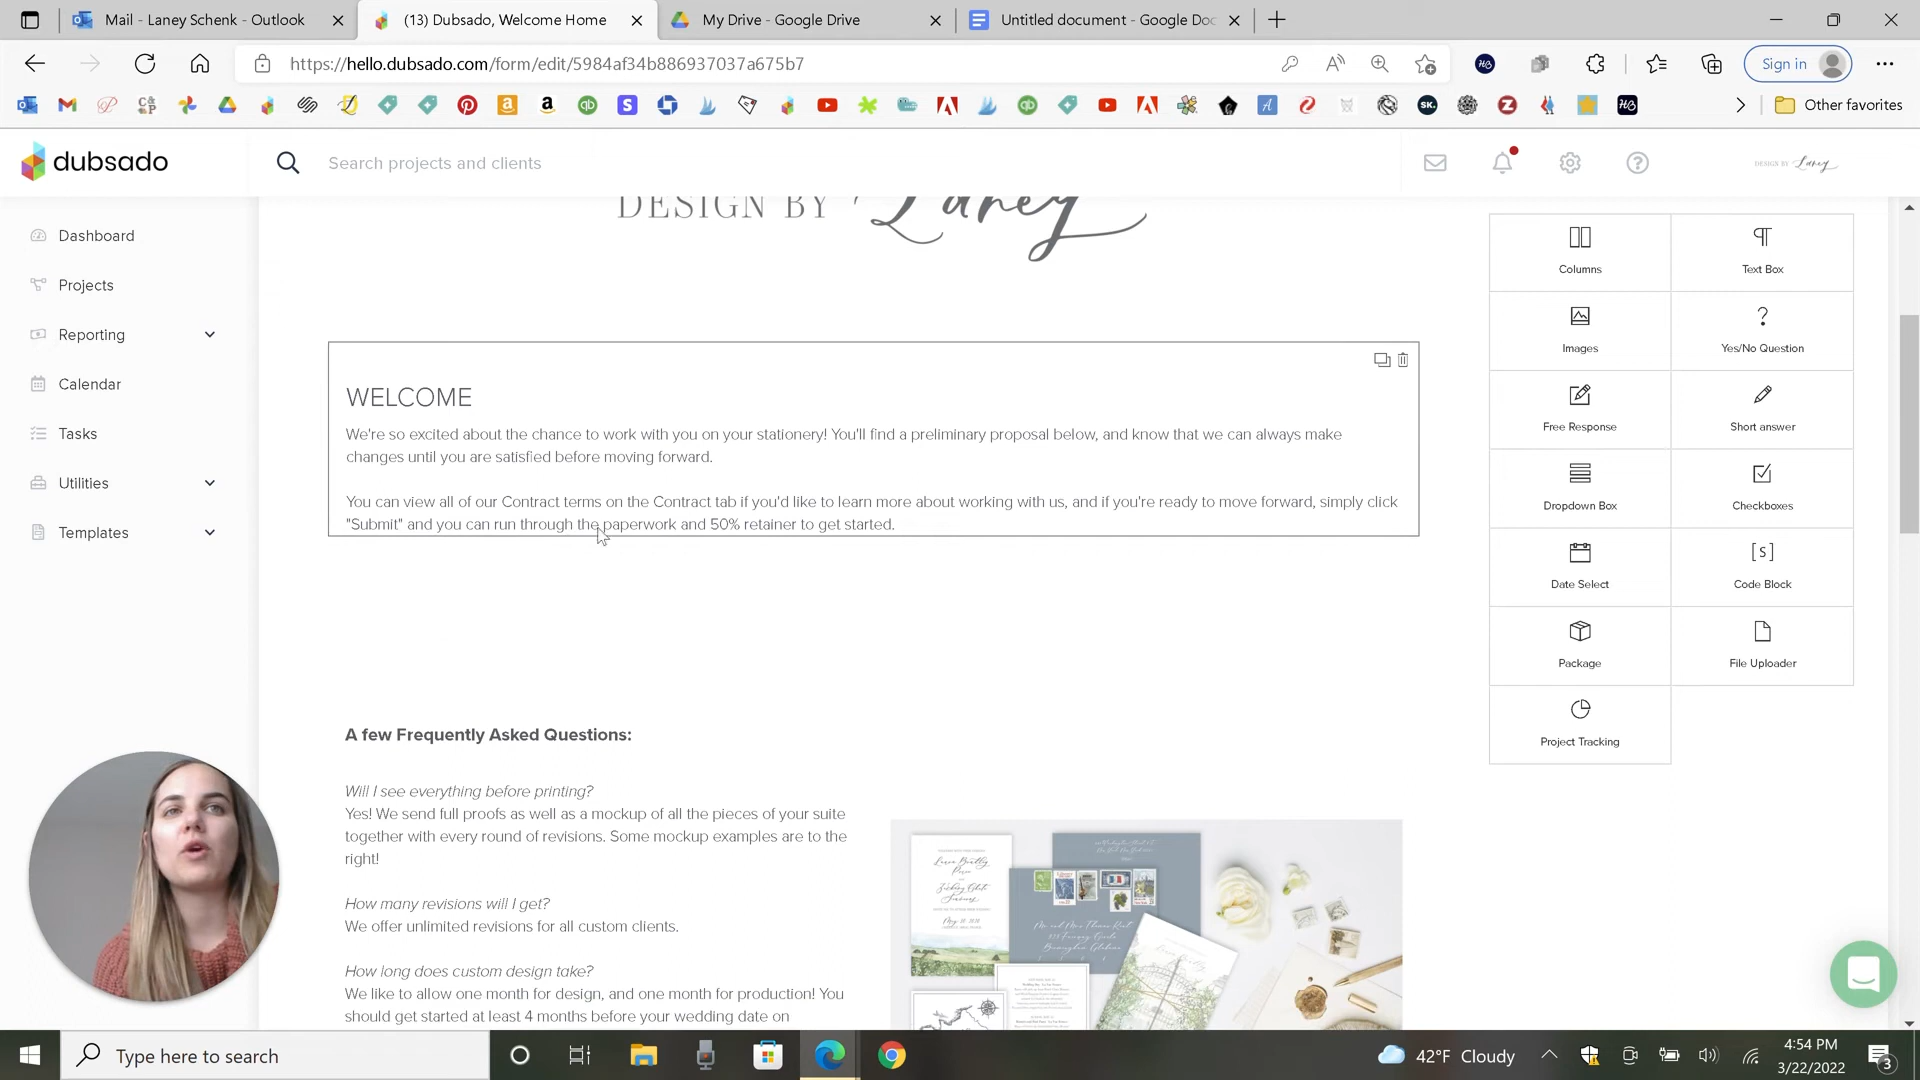 Mail - Laney Schenk - Outlook
(13) Dubsado, Welcome Home
My Drive - Google Drive
Untitled document - Google Doc
https://hello.dubsado.com/form/edit/5984af34b886937037a675b7
Sign in
Other favorites
dubsado
Search projects and clients
DESIGN BY Laney
DESIGN BY Laney
Dashboard
Projects
Reporting
Calendar
Tasks
Utilities
Templates
WELCOME
We're so excited about the chance to work with you on your stationery! You'll find a preliminary proposal below, and know that we can always make
changes until you are satisfied before moving forward.
You can view all of our Contract terms on the Contract tab if you'd like to learn more about working with us, and if you're ready to move forward, simply click
"Submit" and you can run through the paperwork and 50% retainer to get started.
A few Frequently Asked Questions:
Will I see everything before printing?
Yes! We send full proofs as well as a mockup of all the pieces of your suite
together with every round of revisions. Some mockup examples are to the
right!
How many revisions will I get?
We offer unlimited revisions for all custom clients.
How long does custom design take?
We like to allow one month for design, and one month for production! You
should get started at least 4 months before your wedding date on
Columns
Text Box
Images
Yes/No Question
Free Response
Short answer
Dropdown Box
Checkboxes
Date Select
[s]
Code Block
Package
File Uploader
Project Tracking
Type here to search
42°F Cloudy
4:54 PM
3/22/2022
3